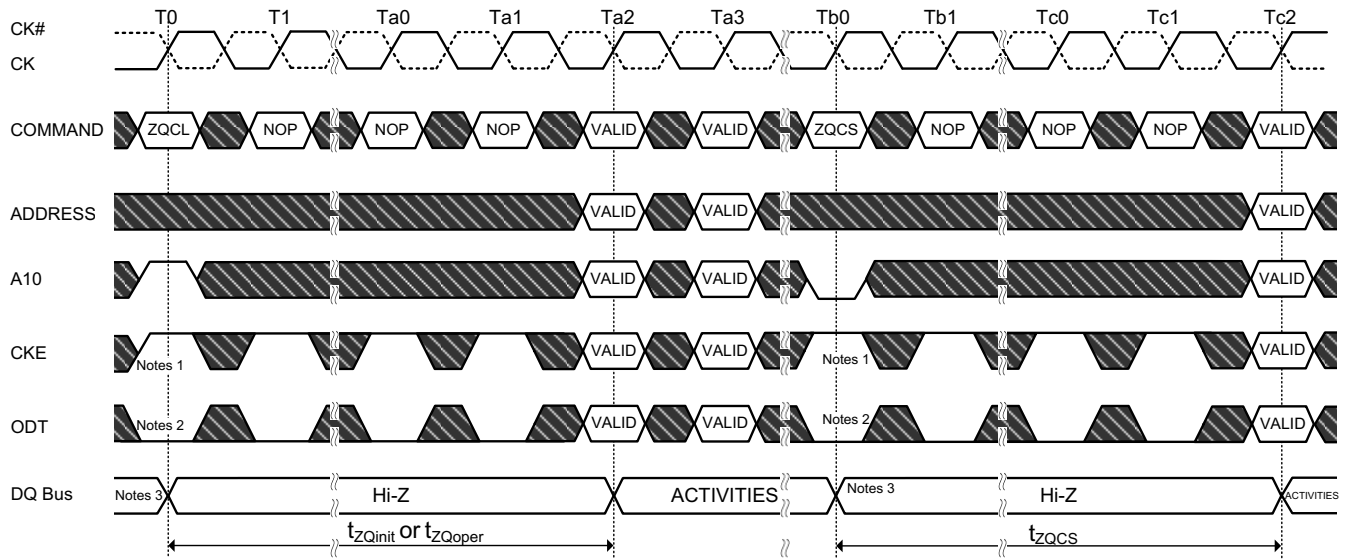 T0 T1 Ta0 Ta1 Ta2 Ta3 Tb0 Tb1 Tc0 Tc1 Tc2
CK#
CK
COMMAND ZQCL NOP NOP NOP VALID VALID ZQCS NOP NOP NOP VALID
ADDRESS VALID VALID VALID
A10 VALID VALID VALID
CKE Notes 1 VALID VALID Notes 1 VALID
ODT Notes 2 VALID VALID Notes 2 VALID
DQ Bus Notes 3 Hi-Z ACTIVITIES Notes 3 Hi-Z ACTIVITIES
tZQinit or tZQoper tZQCS